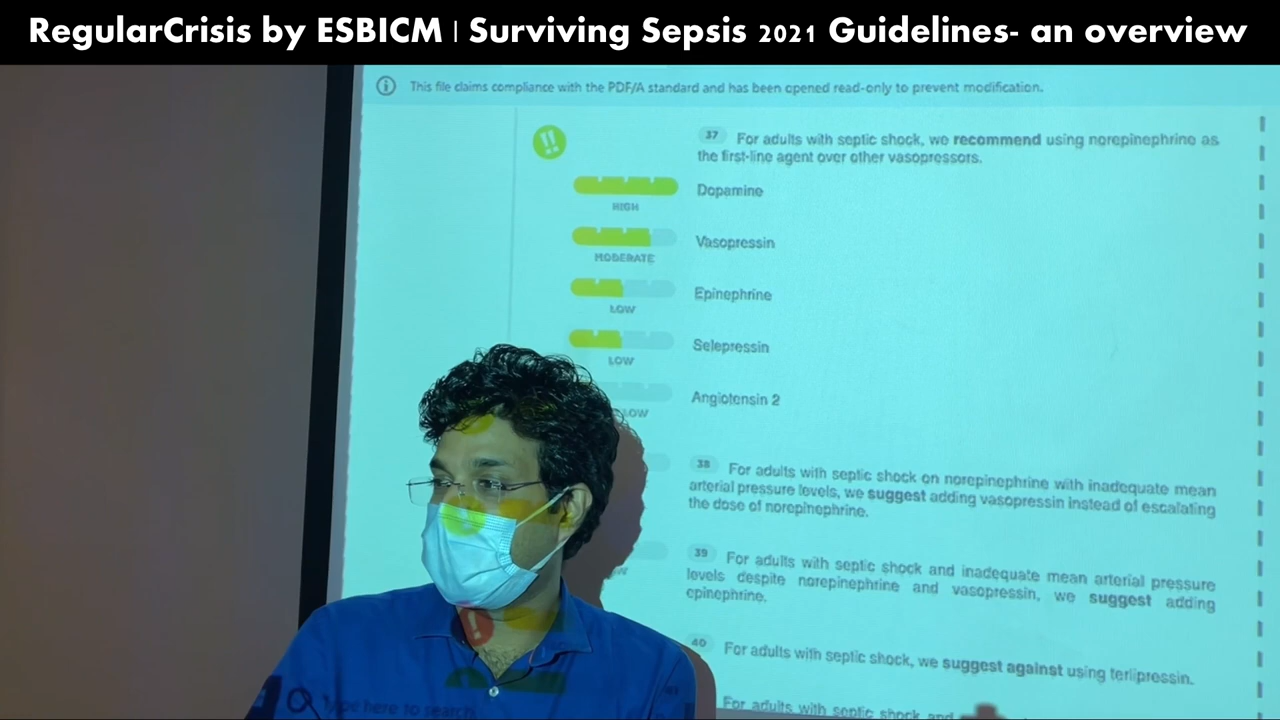 RegularCrisis by ESBICM | Surviving Sepsis 2021 Guidelines- an overview
This file claims compliance with the PDF/A standard and has been opened read-only to prevent modification.
37 For adults with septic shock, we recommend using norepinephrine as
the first-line agent over other vasopressors.
Dopamine
HIGH
Vasopressin
MODERATE
Epinephrine
LOW
Selepressin
LOW
Angiotensin 2
LOW
38 For adults with septic shock on norepinephrine with inadequate mean
arterial pressure levels, we suggest adding vasopressin instead of escalating
the dose of norepinephrine.
39 For adults with septic shock and inadequate mean arterial pressure
levels despite norepinephrine and vasopressin, we suggest adding
epinephrine.
40 For adults with septic shock, we suggest against using terlipressin.
For adults with septic shock and
Type here to search